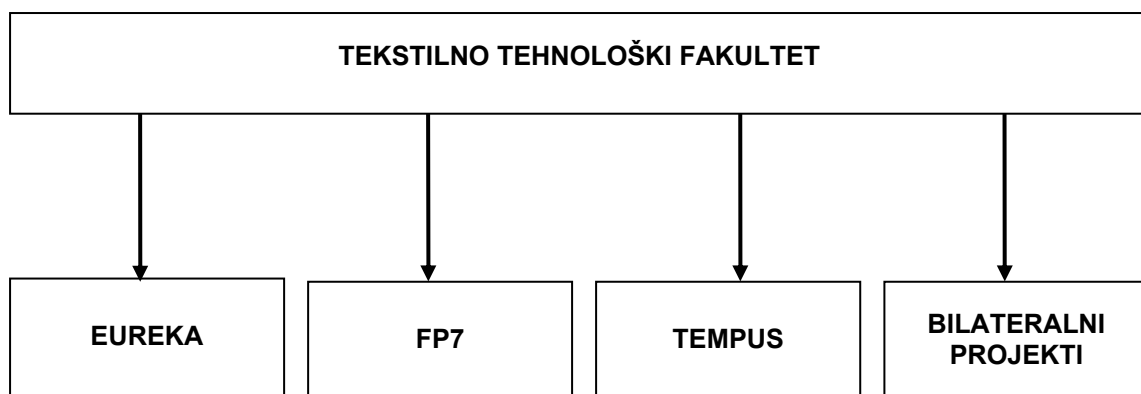 TEKSTILNO TEHNOLOŠKI FAKULTET
EUREKA
FP7
TEMPUS
BILATERALNI
PROJEKTI